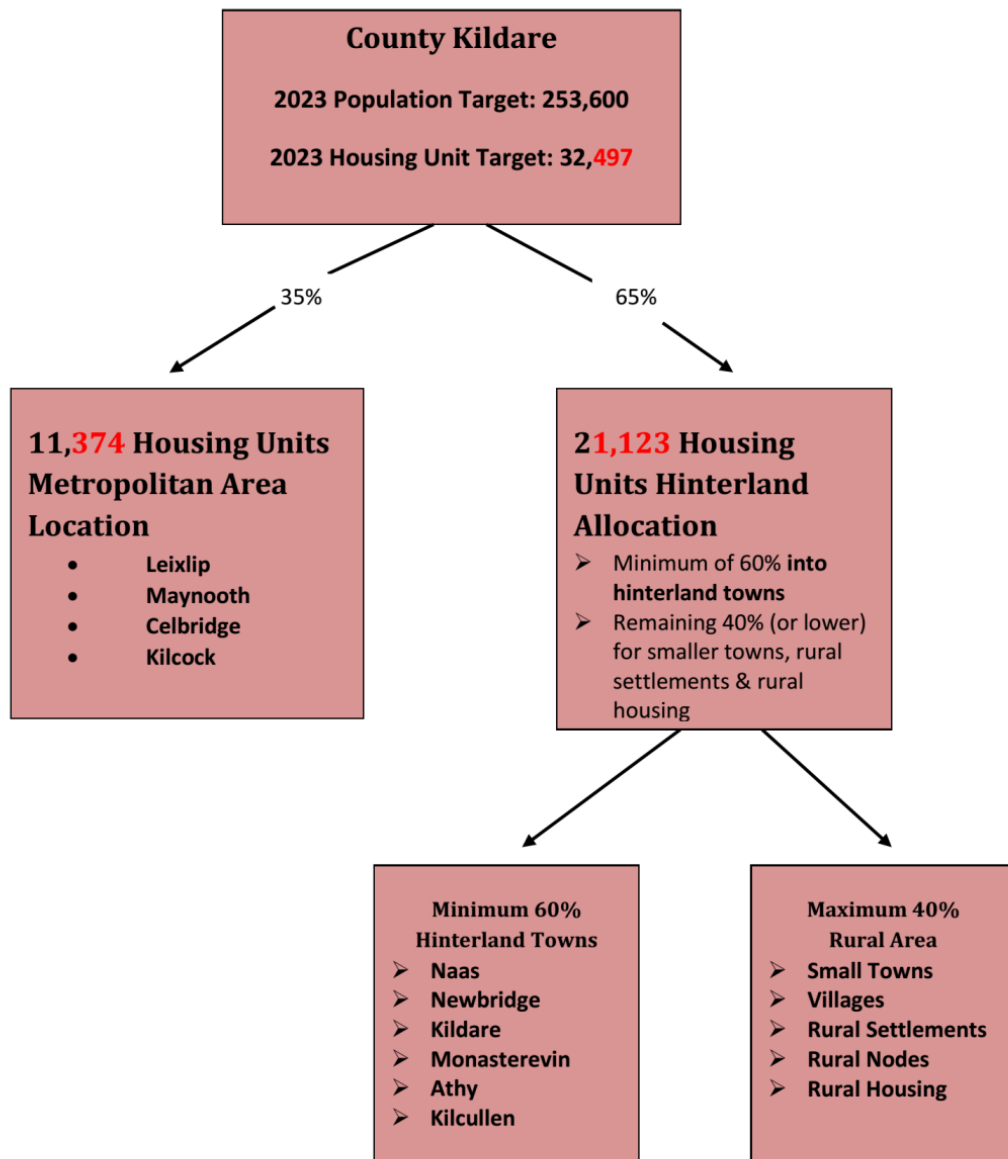 County Kildare
2023 Population Target: 253,600
2023 Housing Unit Target: 32,497
35%
65%
11,374 Housing Units
Metropolitan Area
Location
• Leixlip
• Maynooth
• Celbridge
• Kilcock
21,123 Housing
Units Hinterland
Allocation
➢ Minimum of 60% into
hinterland towns
➢ Remaining 40% (or lower)
for smaller towns, rural
settlements & rural
housing
Minimum 60%
Hinterland Towns
➢ Naas
➢ Newbridge
➢ Kildare
➢ Monasterevin
➢ Athy
➢ Kilcullen
Maximum 40%
Rural Area
➢ Small Towns
➢ Villages
➢ Rural Settlements
➢ Rural Nodes
➢ Rural Housing